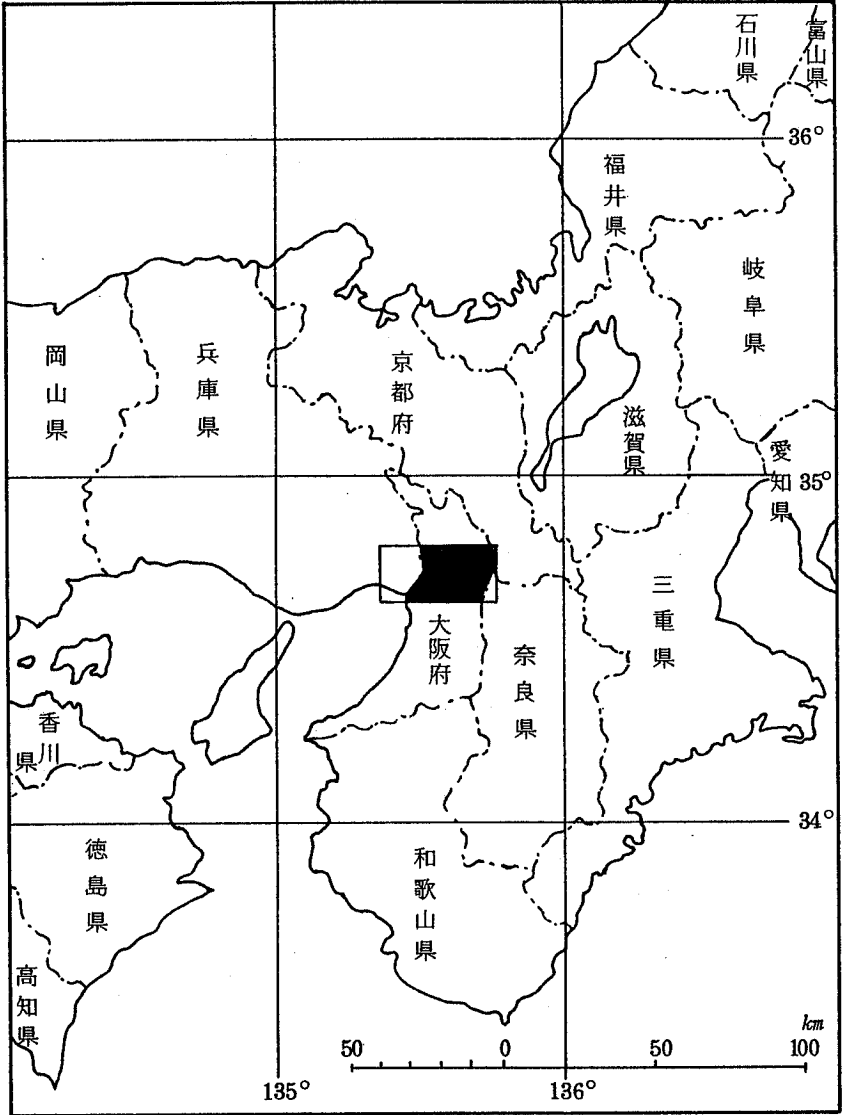 石川県
富山県
36°
福井県
岐阜県
岡山県
兵庫県
京都府
滋賀県
愛知県
35°
三重県
大阪府
奈良県
香川
県
34°
徳島県
和歌山県
高知県
km
50 0 50 100
135° 136°